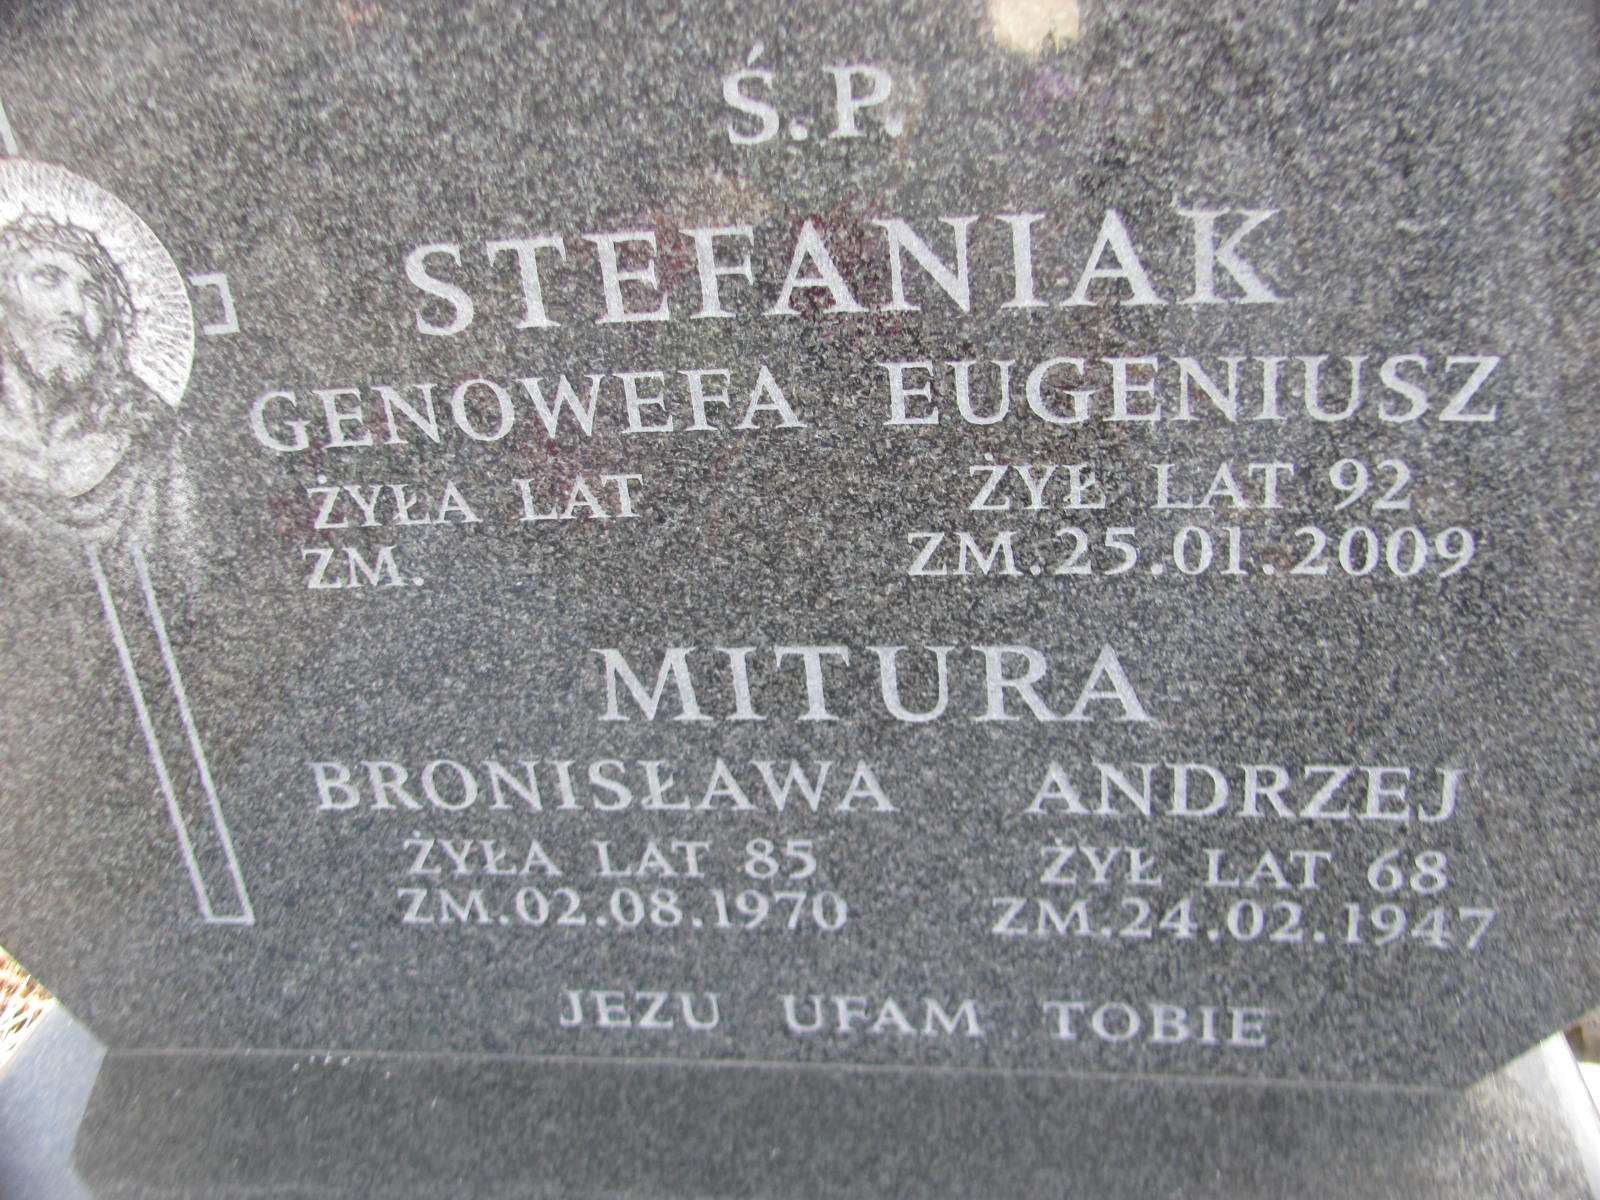 Ś.P.
STEFANIAK
GENOWEFA EUGENIUSZ
ŻYŁA LAT ŻYŁ LAT 92
ZM. ZM.25.01.2009
MITURA
BRONISŁAWA ANDRZEJ
ŻYŁA LAT 85 ŻYŁ LAT 68
ZM.02.08.1970 ZM.24.02.1947
JEZU UFAM TOBIE